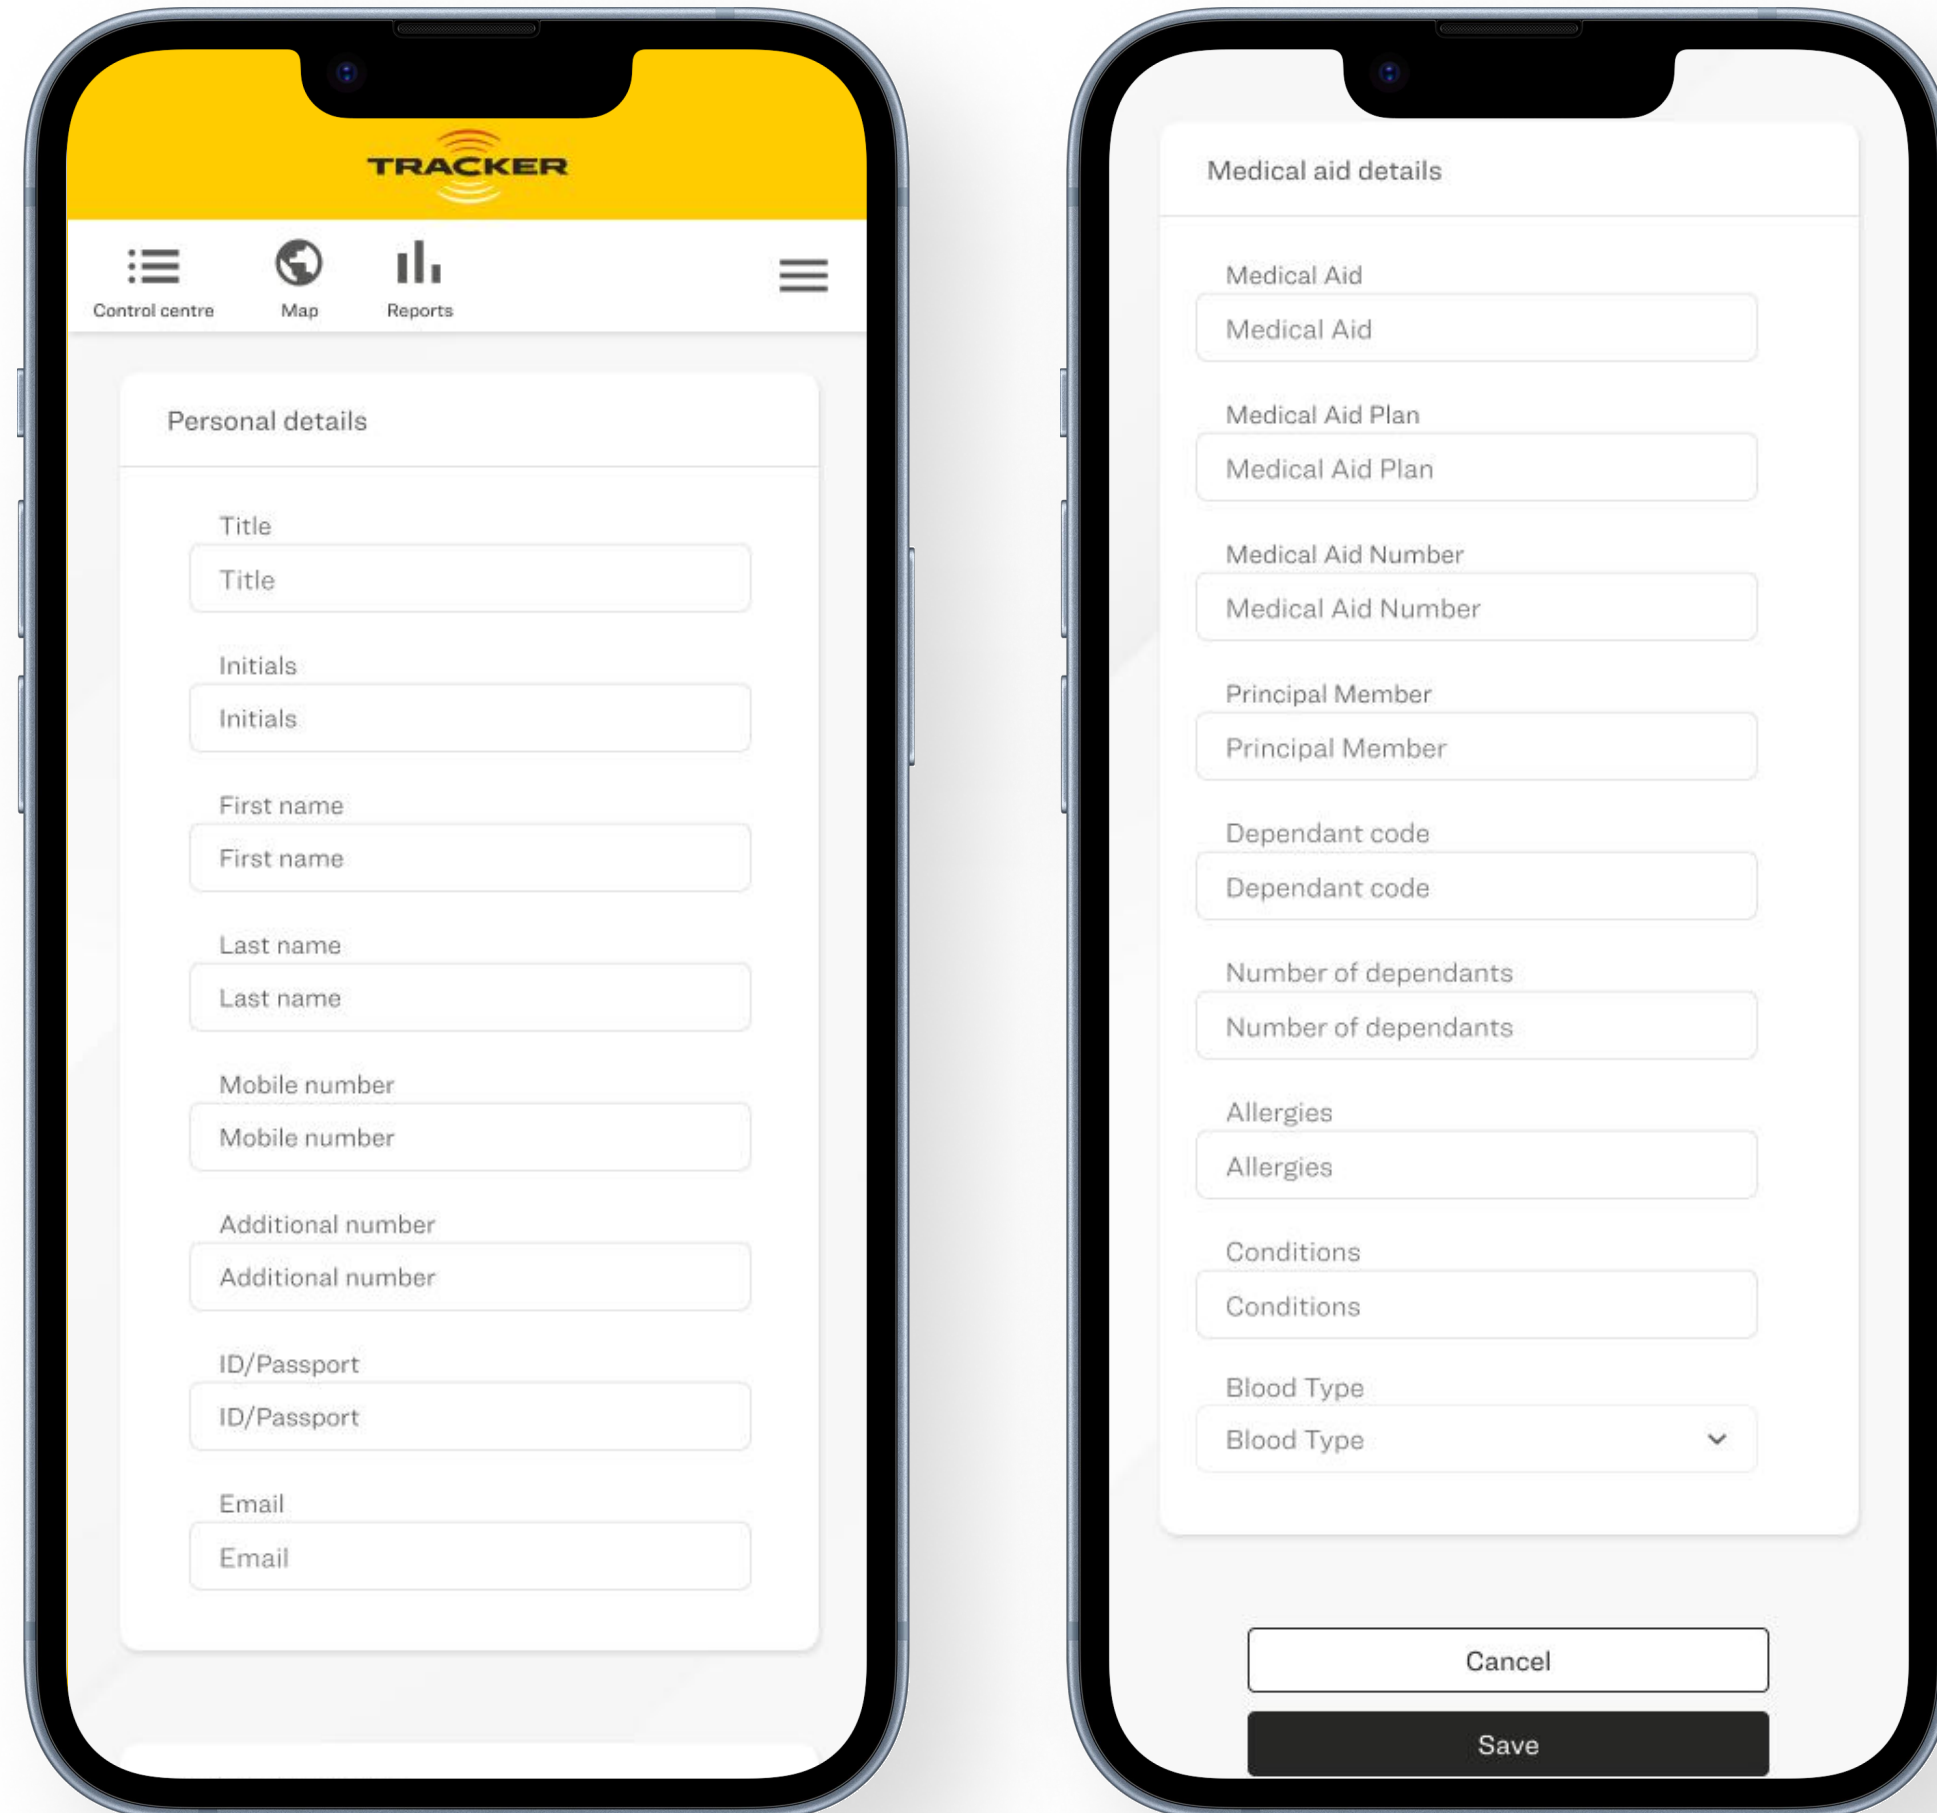 TRACKER
Control centre
Map
Reports
Personal details
Title
Title
Initials
Initials
First name
First name
Last name
Last name
Mobile number
Mobile number
Additional number
Additional number
ID/Passport
ID/Passport
Email
Email
Medical aid details
Medical Aid
Medical Aid
Medical Aid Plan
Medical Aid Plan
Medical Aid Number
Medical Aid Number
Principal Member
Principal Member
Dependant code
Dependant code
Number of dependants
Number of dependants
Allergies
Allergies
Conditions
Conditions
Blood Type
Blood Type
Cancel
Save